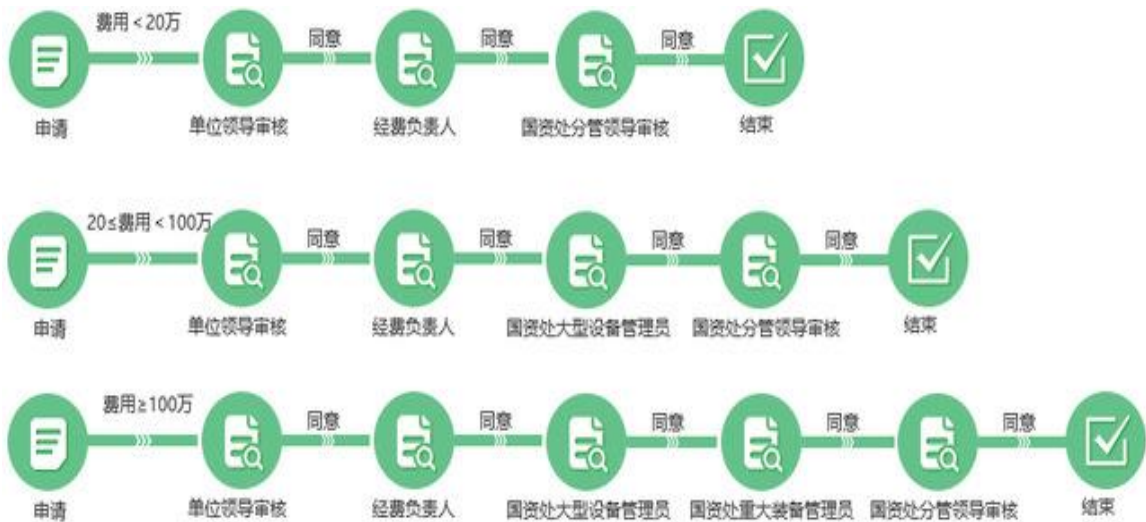 费用<20万
同意 同意 同意
申请 单位领导审核 经费负责人 国资处分管领导审核 结束
20≤费用<100万
同意 同意 同意 同意
申请 单位领导审核 经费负责人 国资处大型设备管理员 国资处分管领导审核 结束
费用≥100万
同意 同意 同意 同意 同意
申请 单位领导审核 经费负责人 国资处大型设备管理员 国资处重大装备管理员 国资处分管领导审核 结束